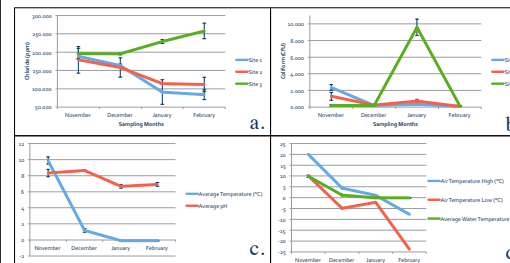 300.000
250.000
200.000
150.000
100.000
50.000
Chloride (ppm)
November December January February
Sampling Months
Site 1
Site 2
Site 3
a.
10.000
8.000
6.000
4.000
2.000
0.000
Coliform (CFU)
November December January February
Sampling Months
b
12
10
8
6
4
2
0
-2
November December January February
Average Temperature (°C)
Average pH
c.
25
20
15
10
5
0
-5
-10
-15
-20
-25
November December January February
Air Temperature High (°C)
Air Temperature Low (°C)
Average Water Temperature